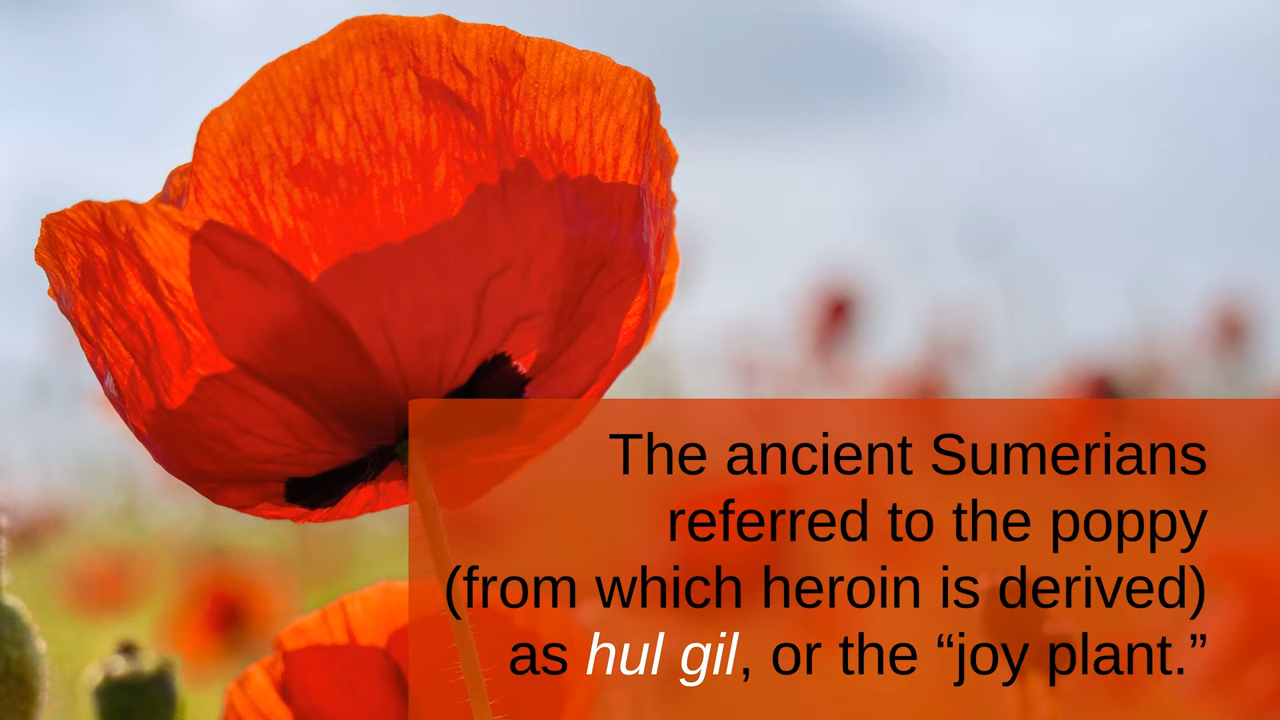 The ancient Sumerians
referred to the poppy
(from which heroin is derived)
as hul gil, or the “joy plant.”